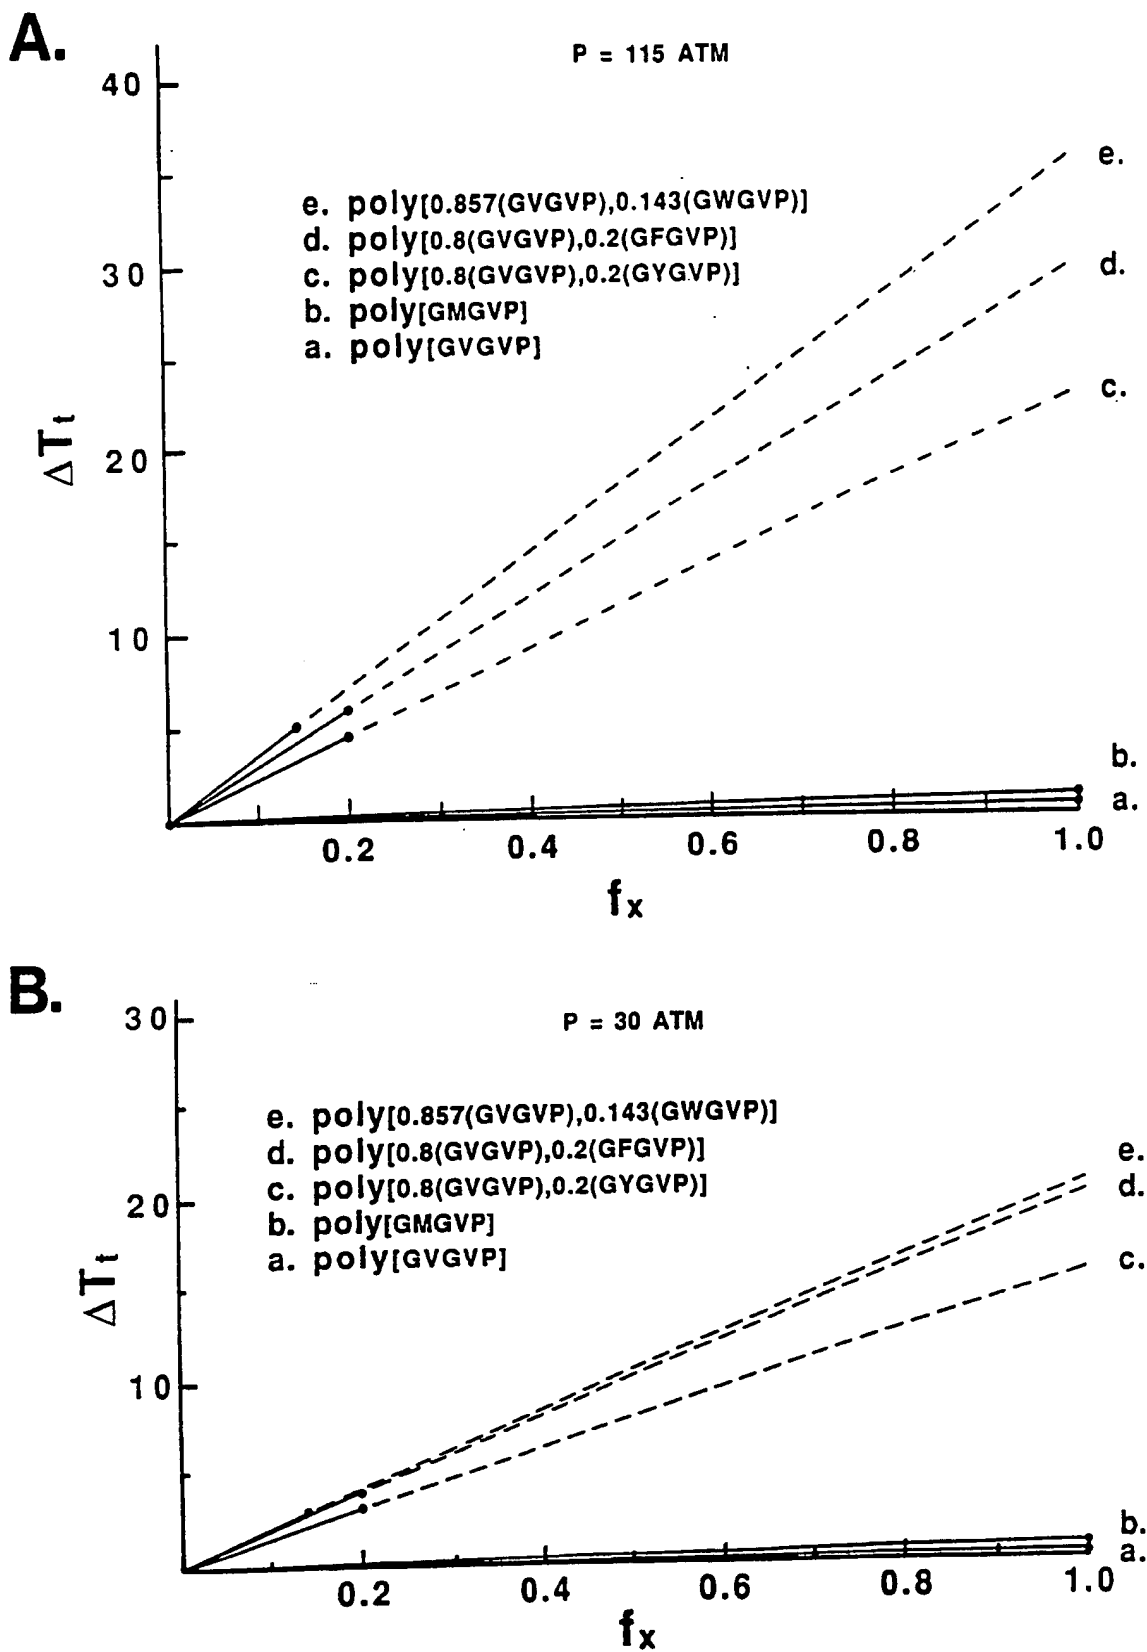 A.
P = 115 ATM
40
30
20
10
ΔTt
e. poly[0.857(GVGVP),0.143(GWGVP)]
d. poly[0.8(GVGVP),0.2(GFGVP)]
c. poly[0.8(GVGVP),0.2(GYGVP)]
b. poly[GMGVP]
a. poly[GVGVP]
e.
d.
c.
b.
a.
0.2 0.4 0.6 0.8 1.0
fx
B.
P = 30 ATM
30
20
10
ΔTt
e. poly[0.857(GVGVP),0.143(GWGVP)]
d. poly[0.8(GVGVP),0.2(GFGVP)]
c. poly[0.8(GVGVP),0.2(GYGVP)]
b. poly[GMGVP]
a. poly[GVGVP]
e.
d.
c.
b.
a.
0.2 0.4 0.6 0.8 1.0
fx